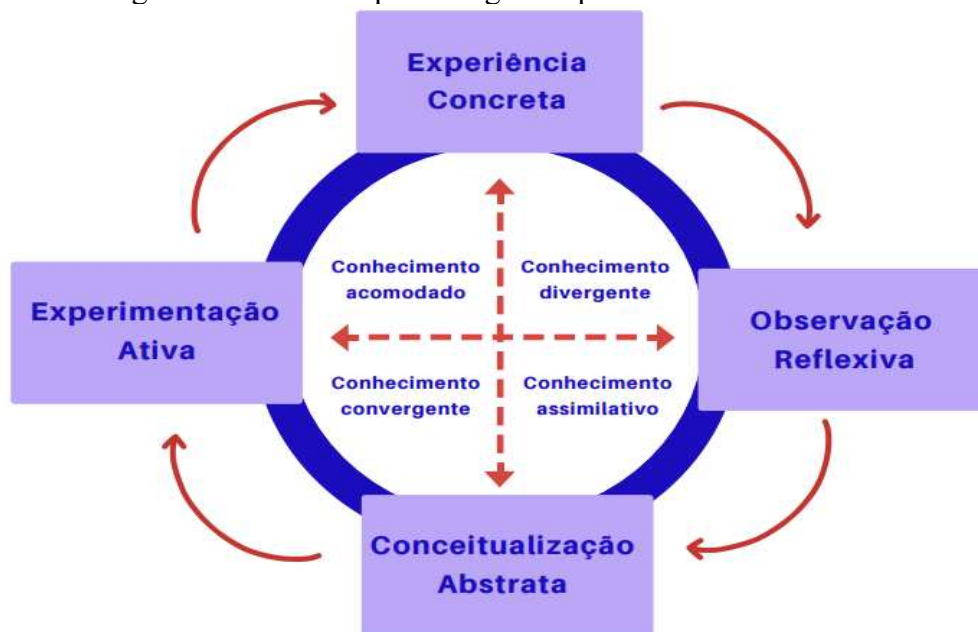 Experiência
Concreta
Conhecimento
acomodado
Conhecimento
divergente
Experimentação
Ativa
Observação
Reflexiva
Conhecimento
convergente
Conhecimento
assimilativo
Conceitualização
Abstrata